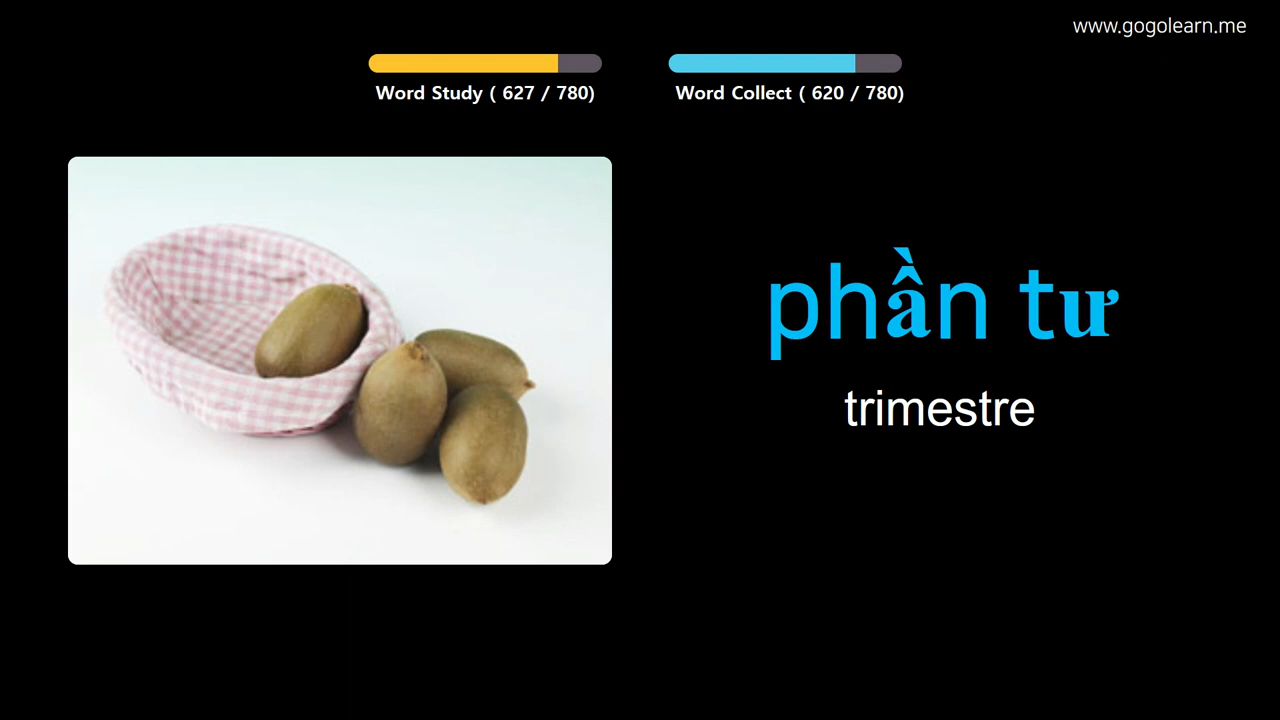 www.gogolearn.me
Word Study ( 627 / 780)
Word Collect ( 620 / 780)
phần tư
trimestre